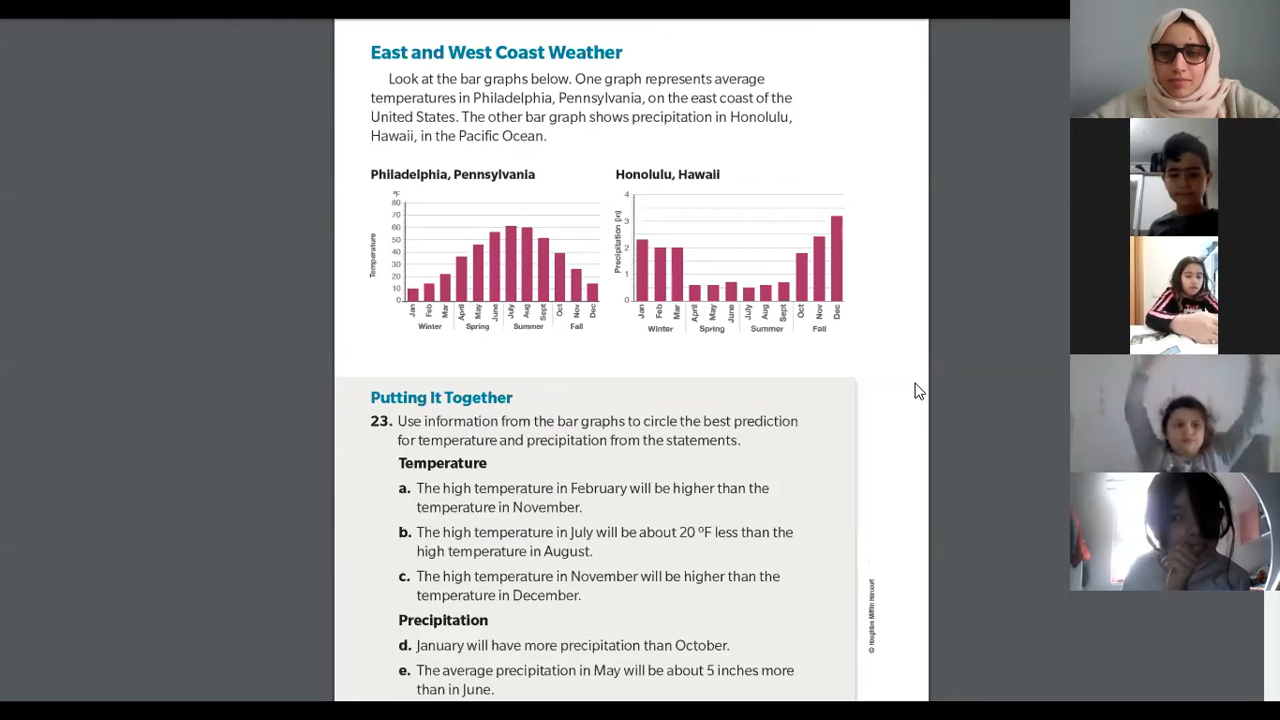 East and West Coast Weather
Look at the bar graphs below. One graph represents average
temperatures in Philadelphia, Pennsylvania, on the east coast of the
United States. The other bar graph shows precipitation in Honolulu,
Hawaii, in the Pacific Ocean.
Philadelphia, Pennsylvania
°F
80
70
60
50
40
30
20
10
0
Temperature
Jan
Feb
Mar
April
May
June
July
Aug
Sept
Oct
Nov
Dec
Winter
Spring
Summer
Fall
Honolulu, Hawaii
4
3
2
1
0
Precipitation (in)
Jan
Feb
Mar
April
May
June
July
Aug
Sept
Oct
Nov
Dec
Winter
Spring
Summer
Fall
Putting It Together
23. Use information from the bar graphs to circle the best prediction
for temperature and precipitation from the statements.
Temperature
a. The high temperature in February will be higher than the
temperature in November.
b. The high temperature in July will be about 20 °F less than the
high temperature in August.
c. The high temperature in November will be higher than the
temperature in December.
Precipitation
d. January will have more precipitation than October.
e. The average precipitation in May will be about 5 inches more
than in June.
© Houghton Mifflin Harcourt